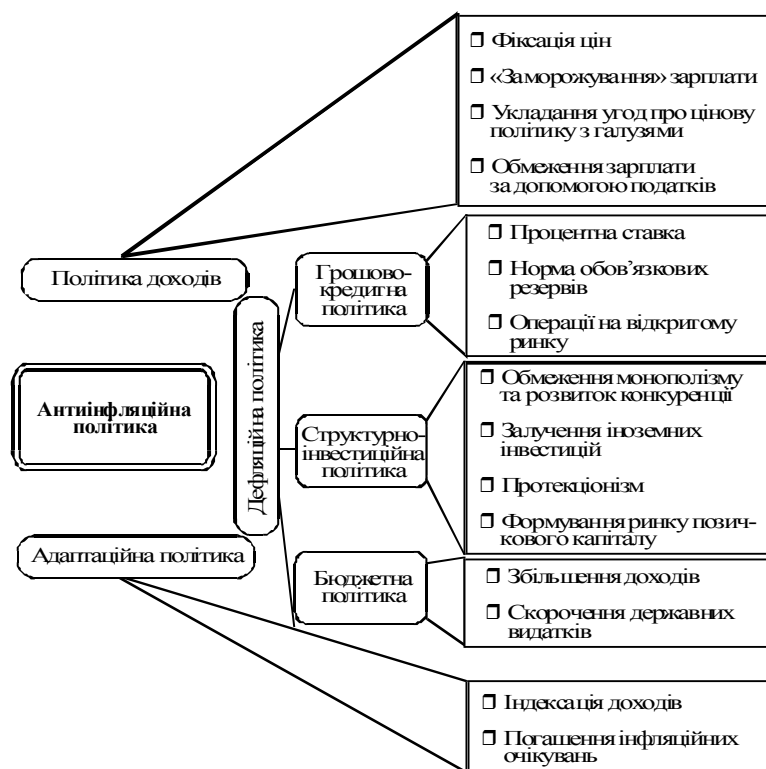 Фіксація цін
«Заморожування» зарплати
Укладання угод про цінову
політику з галузями
Обмеження зарплати
за допомогою податків
Політика доходів
Грошово-
кредитна
політика
Процентна ставка
Норма обов’язкових
резервів
Операції на відкритого
ринку
Антиінфляційна
політика
Дефляційна політика
Структурно-
інвестиційна
політика
Обмеження монополізму
та розвиток конкуренції
Залучення іноземних
інвестицій
Протекціонізм
Формування ринку позич-
кового капіталу
Адаптаційна політика
Бюджетна
політика
Збільшення доходів
Скорочення державних
видатків
Індексація доходів
Погашення інфляційних
очікувань